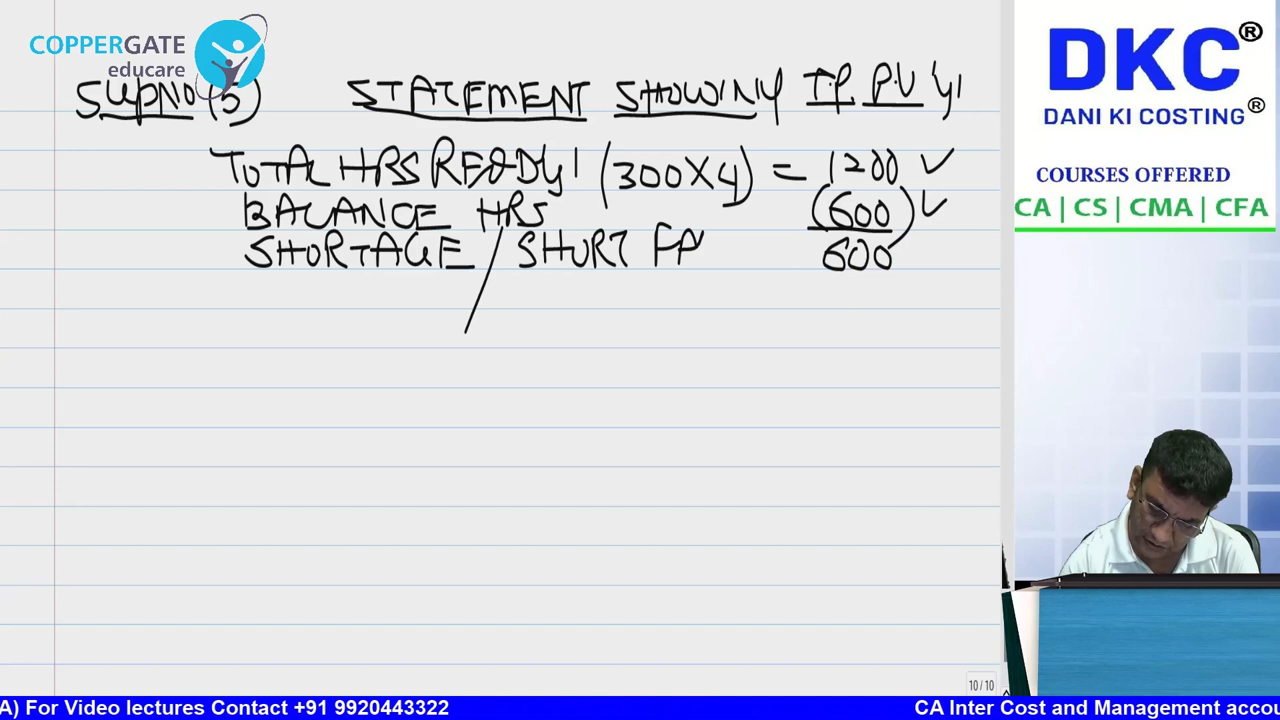 COPPERGATE
educare
SUPNO (5) STATEMENT SHOWING T.P. P.U
TOTAL HRS READY (300X4) = 1200 ✓
BALANCE HRS (600) ✓
SHORTAGE / SHORT FA 600
10/10
DKC®
DANI KI COSTING®
COURSES OFFERED
CA | CS | CMA | CFA
A) For Video lectures Contact +91 9920443322 CA Inter Cost and Management accou